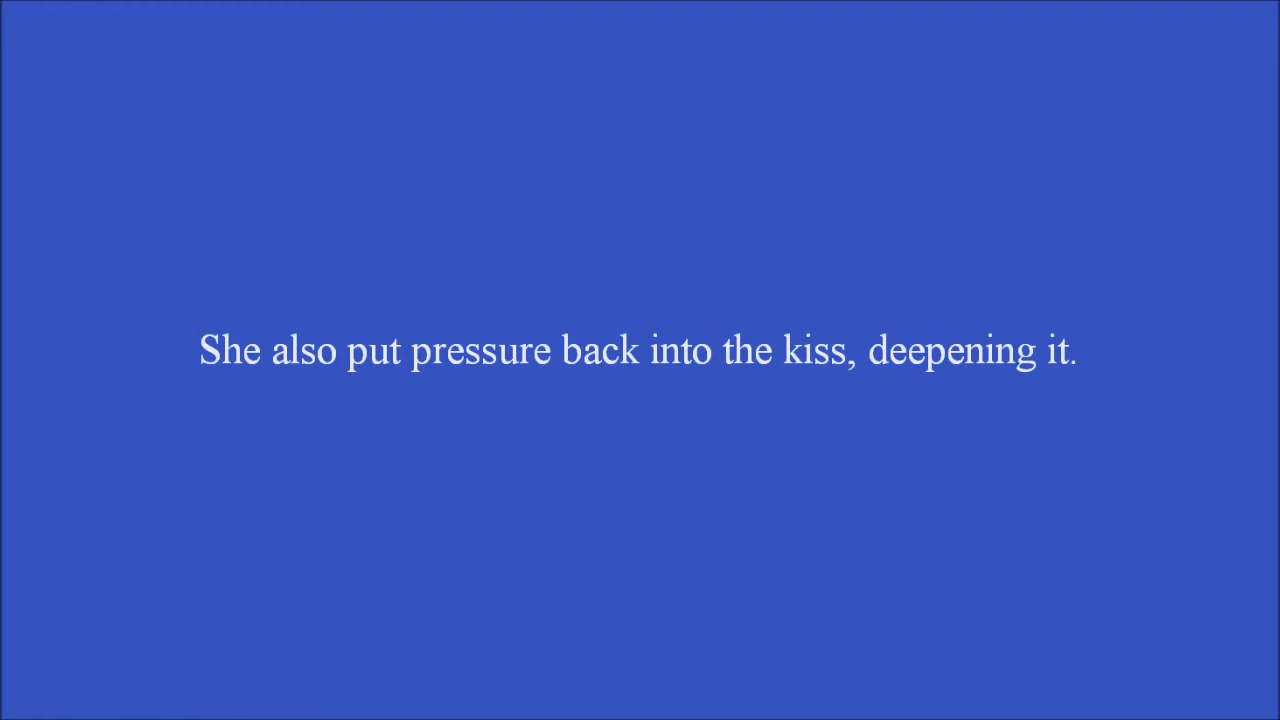 She also put pressure back into the kiss, deepening it.